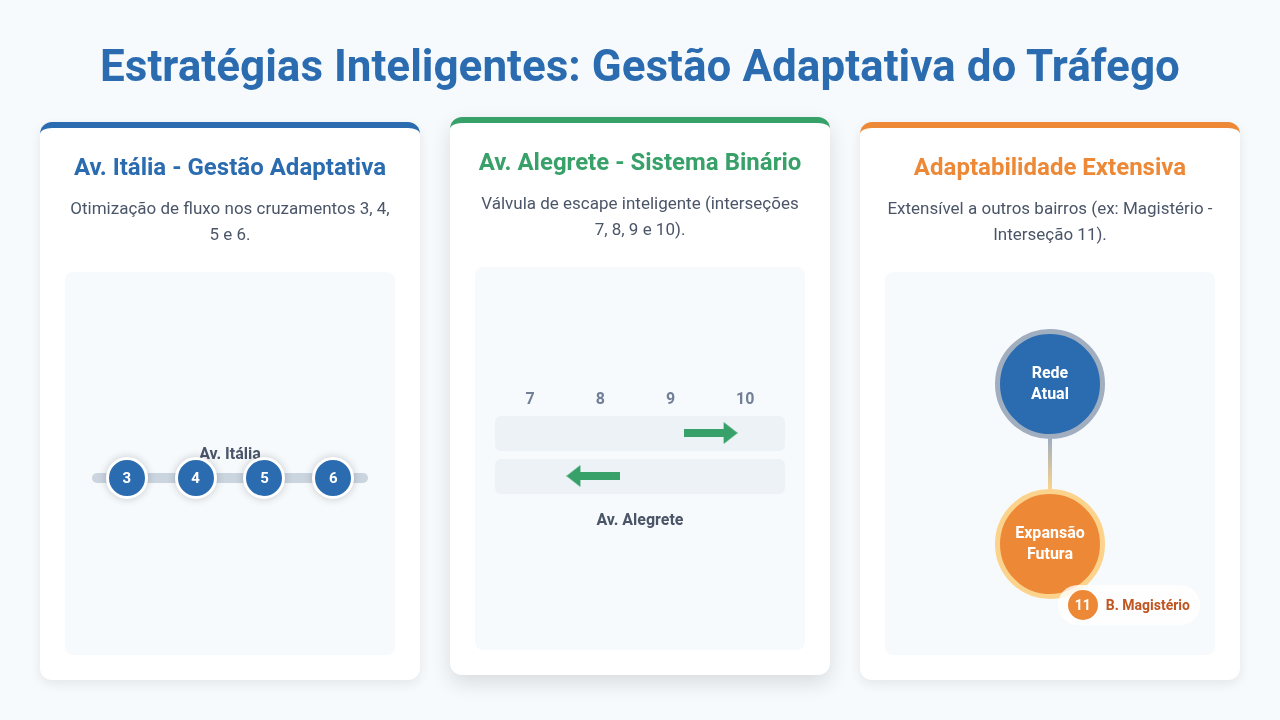 Estratégias Inteligentes: Gestão Adaptativa do Tráfego
Av. Itália - Gestão Adaptativa
Otimização de fluxo nos cruzamentos 3, 4,
5 e 6.
Av. Itália
3 4 5 6
Av. Alegrete - Sistema Binário
Válvula de escape inteligente (interseções
7, 8, 9 e 10).
7 8 9 10
Av. Alegrete
Adaptabilidade Extensiva
Extensível a outros bairros (ex: Magistério -
Interseção 11).
Rede
Atual
Expansão
Futura
11 B. Magistério